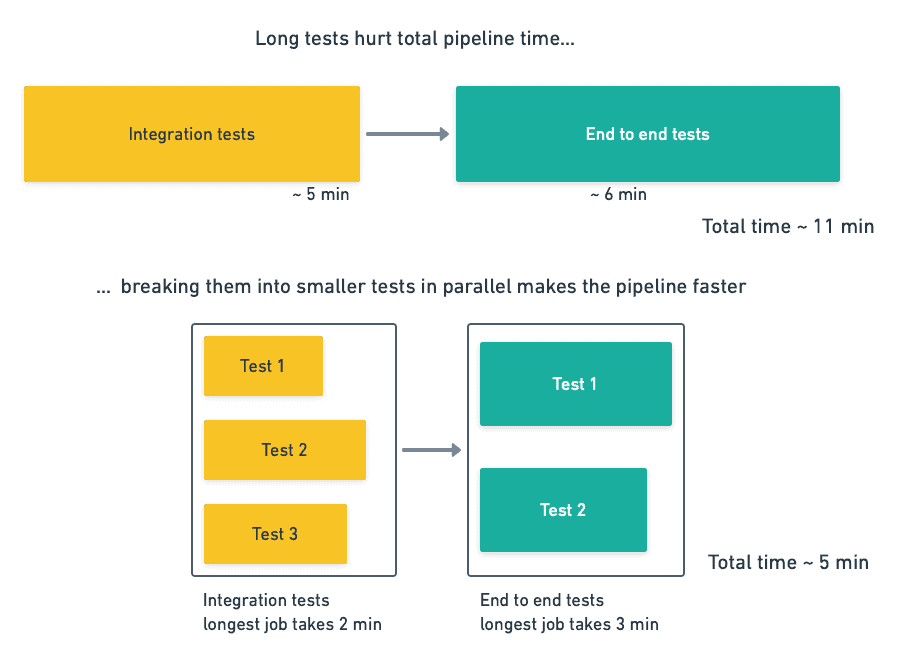 Long tests hurt total pipeline time...
Integration tests
End to end tests
~ 5 min
~ 6 min
Total time ~ 11 min
... breaking them into smaller tests in parallel makes the pipeline faster
Test 1
Test 2
Test 3
Test 1
Test 2
Total time ~ 5 min
Integration tests
longest job takes 2 min
End to end tests
longest job takes 3 min